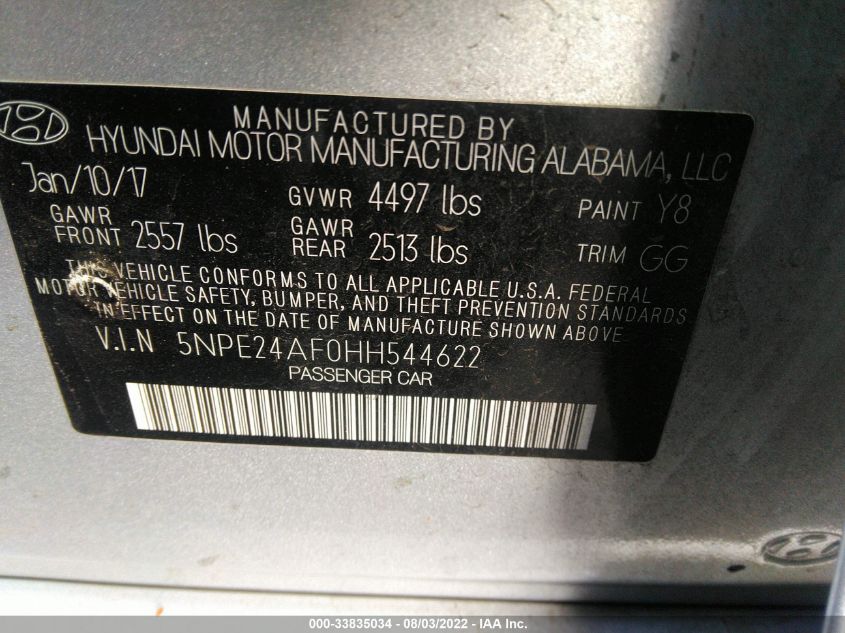 MANUFACTURED BY
HYUNDAI MOTOR MANUFACTURING ALABAMA, LLC
Jan/10/17 GVWR 4497 lbs PAINT Y8
GAWR FRONT 2557 lbs GAWR REAR 2513 lbs TRIM GG
THIS VEHICLE CONFORMS TO ALL APPLICABLE U.S.A. FEDERAL
MOTOR VEHICLE SAFETY, BUMPER, AND THEFT PREVENTION STANDARDS
IN EFFECT ON THE DATE OF MANUFACTURE SHOWN ABOVE
V.I.N 5NPE24AF0HH544622
PASSENGER CAR
000-33835034 - 08/03/2022 - IAA Inc.